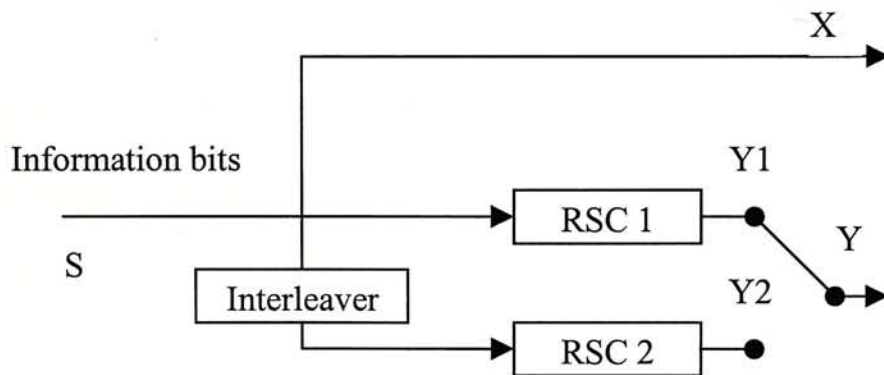 X
Information bits
Y1
RSC 1
Y
S
Interleaver
Y2
RSC 2